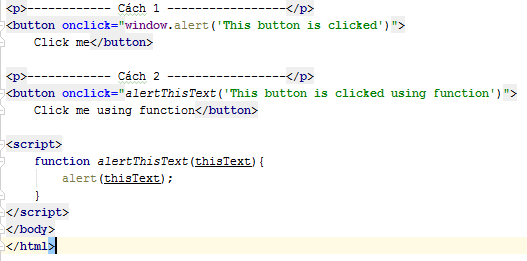 <p>------------ Cách 1 -----------------</p>
<button onclick="window.alert('This button is clicked')">
Click me</button>
<p>------------ Cách 2 -----------------</p>
<button onclick="alertThisText('This button is clicked using function')">
Click me using function</button>
<script>
function alertThisText(thisText){
alert(thisText);
}
</script>
</body>
</html>